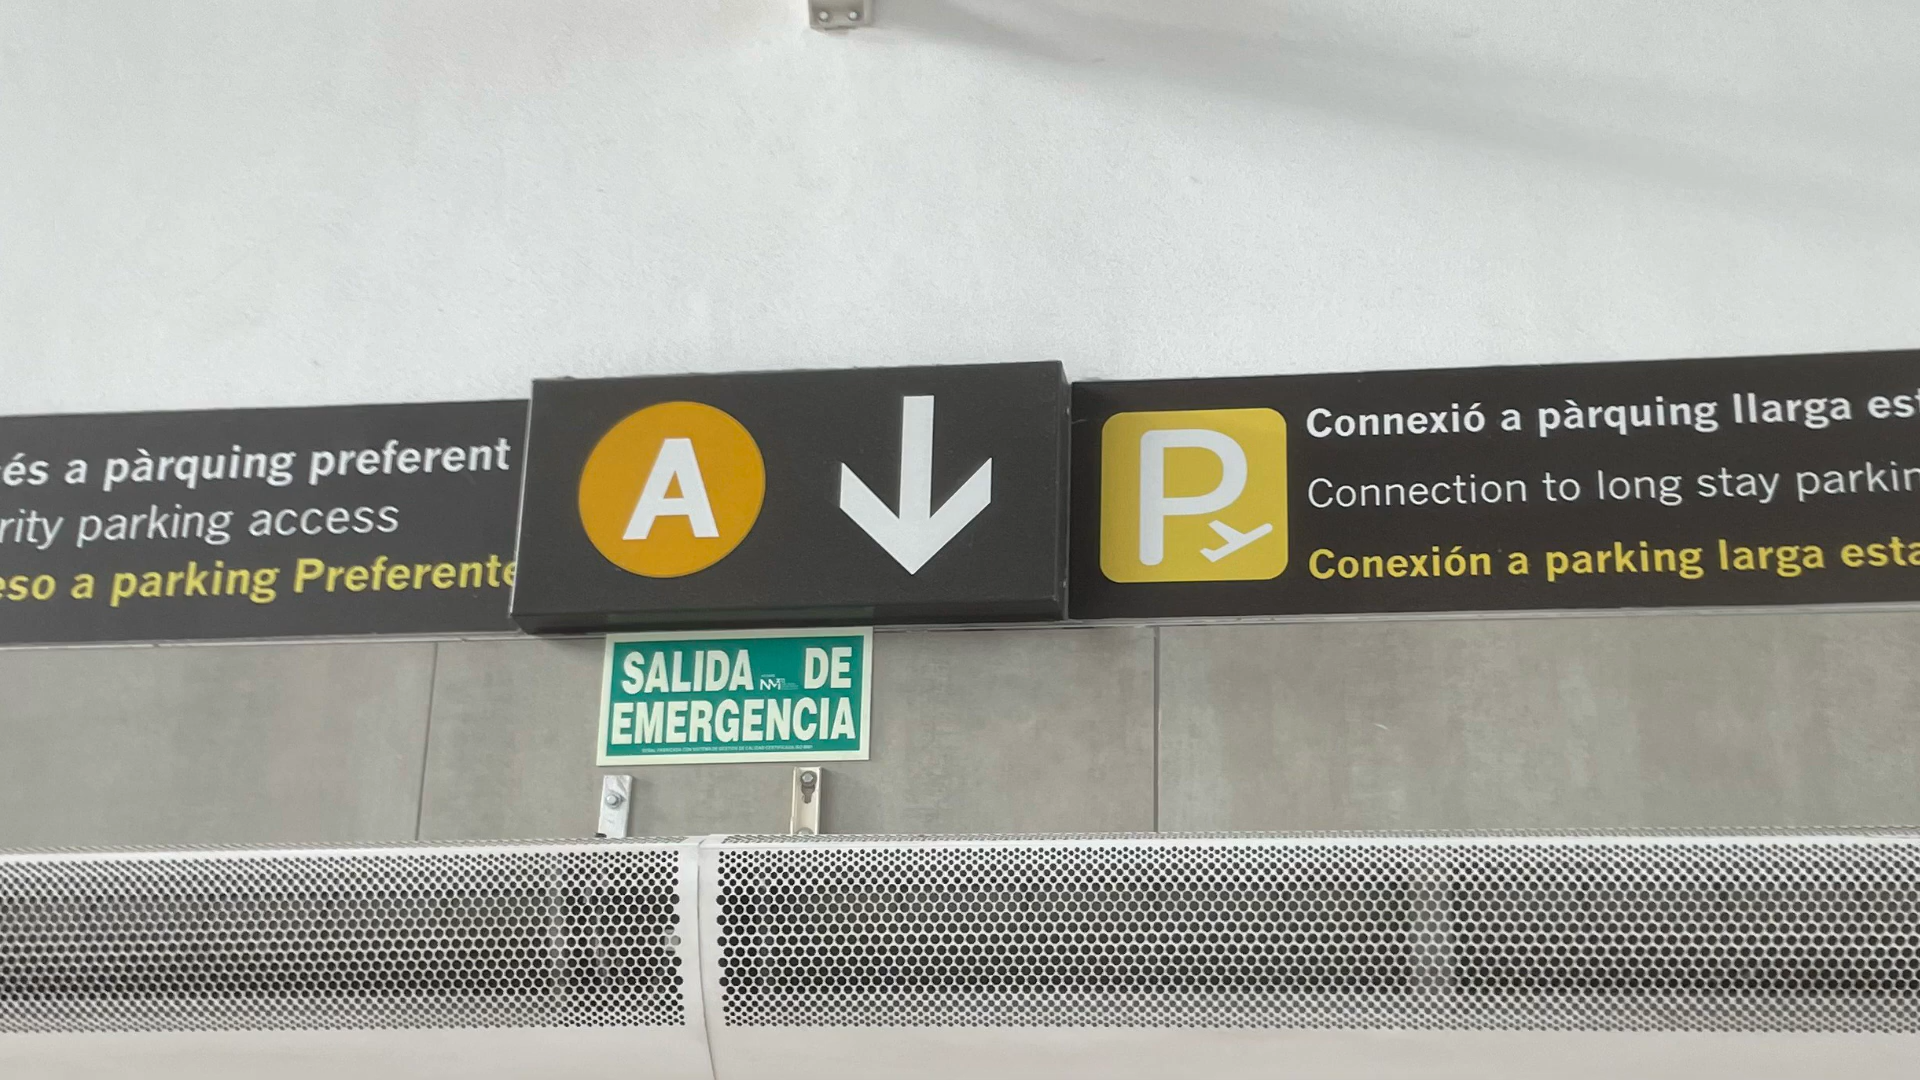 és a pàrquing preferent
rity parking access
eso a parking Preferente
A
P
Connexió a pàrquing llarga est
Connection to long stay parkin
Conexión a parking larga esta
SALIDA DE
EMERGENCIA